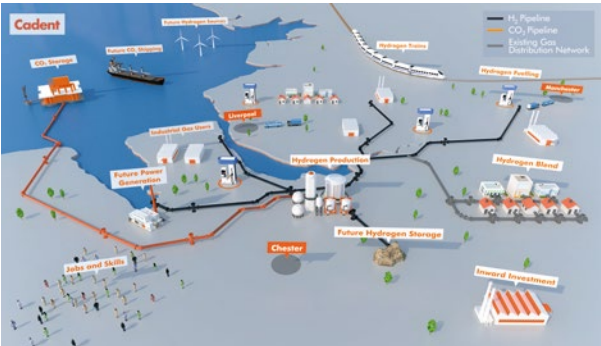 Cadent
Future Hydrogen Sources
H₂ Pipeline
CO₂ Pipeline
Existing Gas
Distribution Network
CO₂ Storage
Future CO₂ Shipping
Hydrogen Trains
Hydrogen Fuelling
Manchester
Liverpool
Industrial Gas Users
Hydrogen Production
Hydrogen Blend
Future Power
Generation
Future Hydrogen Storage
Chester
Jobs and Skills
Inward Investment